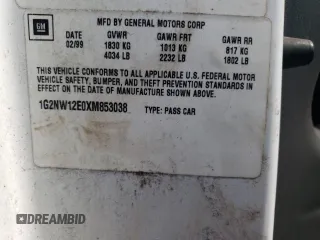 GM
MFD BY GENERAL MOTORS CORP
DATE GVWR GAWR FRT GAWR RR
02/99 1830 KG 1013 KG 817 KG
4034 LB 2232 LB 1802 LB
THIS VEHICLE CONFORMS TO ALL APPLICABLE U.S. FEDERAL MOTOR
VEHICLE SAFETY, BUMPER, AND THEFT PREVENTION STANDARDS IN
EFFECT ON THE DATE OF MANUFACTURE SHOWN ABOVE.
1G2NW12E0XM853038 TYPE: PASS CAR
DREAMBID